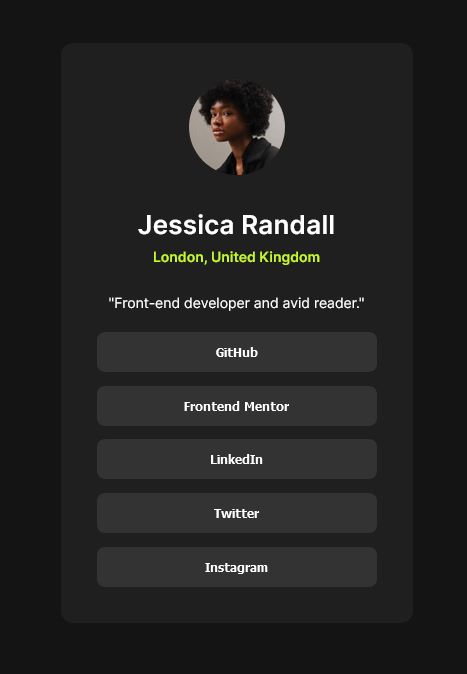 Jessica Randall
London, United Kingdom
"Front-end developer and avid reader."
GitHub
Frontend Mentor
LinkedIn
Twitter
Instagram